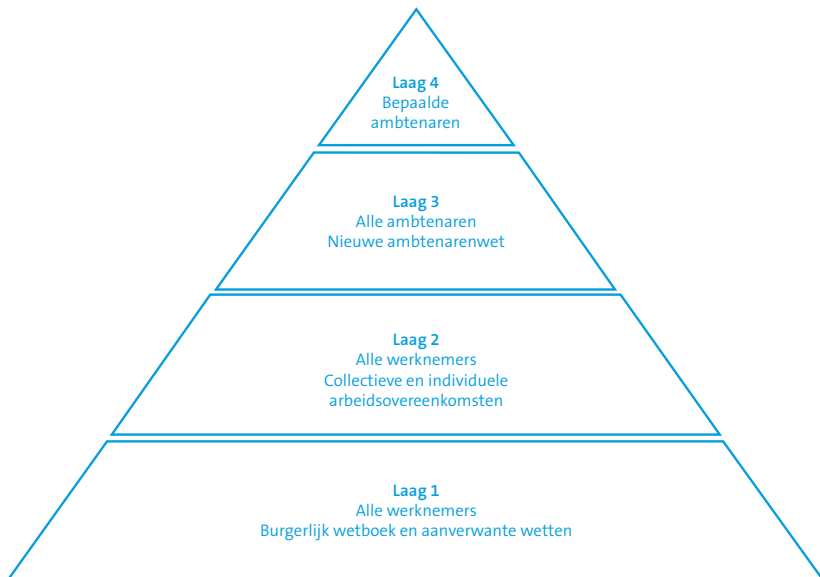 Laag 4
Bepaalde
ambtenaren
Laag 3
Alle ambtenaren
Nieuwe ambtenarenwet
Laag 2
Alle werknemers
Collectieve en individuele
arbeidsovereenkomsten
Laag 1
Alle werknemers
Burgerlijk wetboek en aanverwante wetten